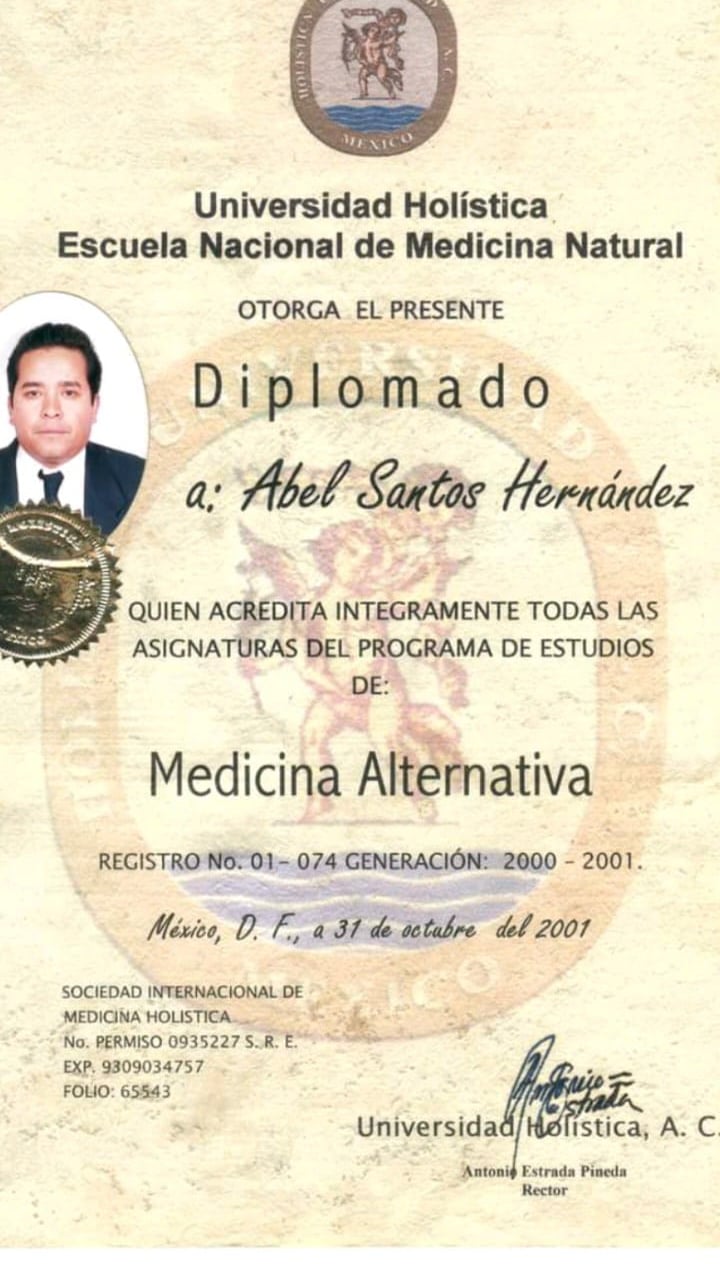 HOLISTICA
D A. C.
MEXICO
Universidad Holística
Escuela Nacional de Medicina Natural
OTORGA EL PRESENTE
Diplomado
a: Abel Santos Hernández
QUIEN ACREDITA INTEGRAMENTE TODAS LAS
ASIGNATURAS DEL PROGRAMA DE ESTUDIOS
DE:
Medicina Alternativa
REGISTRO No. 01- 074 GENERACIÓN: 2000 - 2001.
México, D. F., a 31 de octubre del 2001
SOCIEDAD INTERNACIONAL DE
MEDICINA HOLISTICA
No. PERMISO 0935227 S. R. E.
EXP. 9309034757
FOLIO: 65543
Antonio Estrada
Universidad Holística, A. C.
Antonio Estrada Pineda
Rector